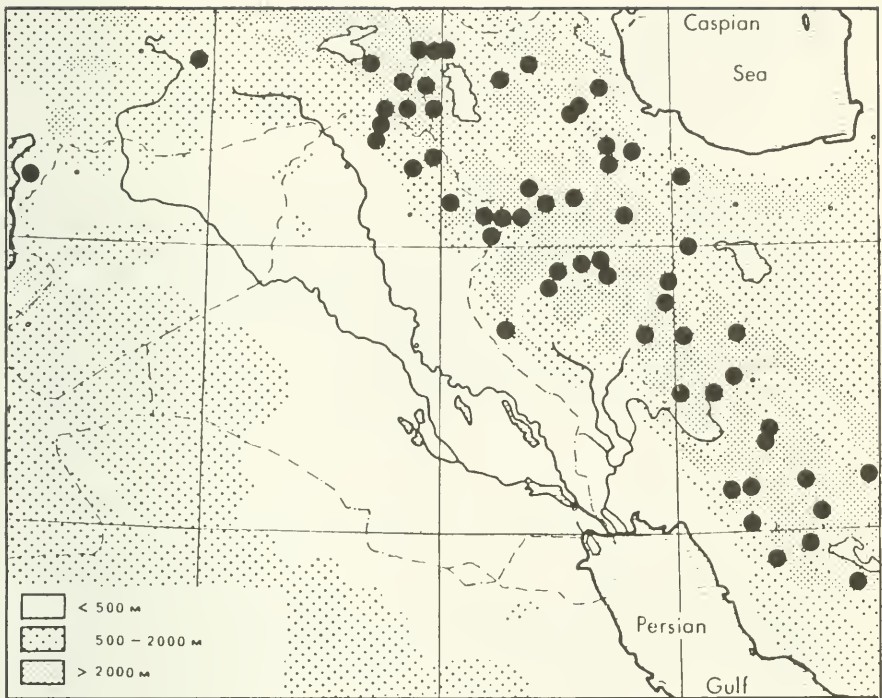 Caspian
Sea
< 500 M
500 – 2000 M
> 2000 M
Persian
Gulf